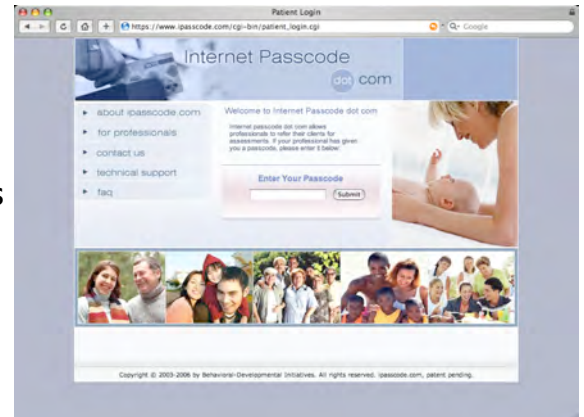 Patient Login
https://www.ipasscode.com/cgi-bin/patient_login.cgi
Google
Internet Passcode
dot com
about ipasscode.com
for professionals
contact us
technical support
faq
Welcome to Internet Passcode dot com
Internet passcode dot com allows
professionals to refer their clients for
assessments. If your professional has given
you a passcode, please enter it below:
Enter Your Passcode
Submit
Copyright © 2003-2006 by Behavioral-Developmental Initiatives. All rights reserved. ipasscode.com, patent pending.
s